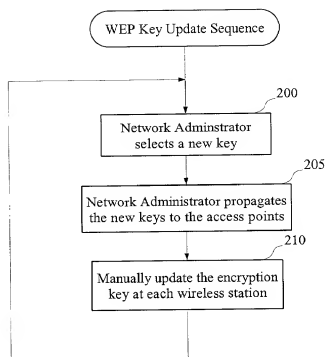 WEP Key Update Sequence
200
Network Adminstrator
selects a new key
205
Network Administrator propagates
the new keys to the access points
210
Manually update the encryption
key at each wireless station